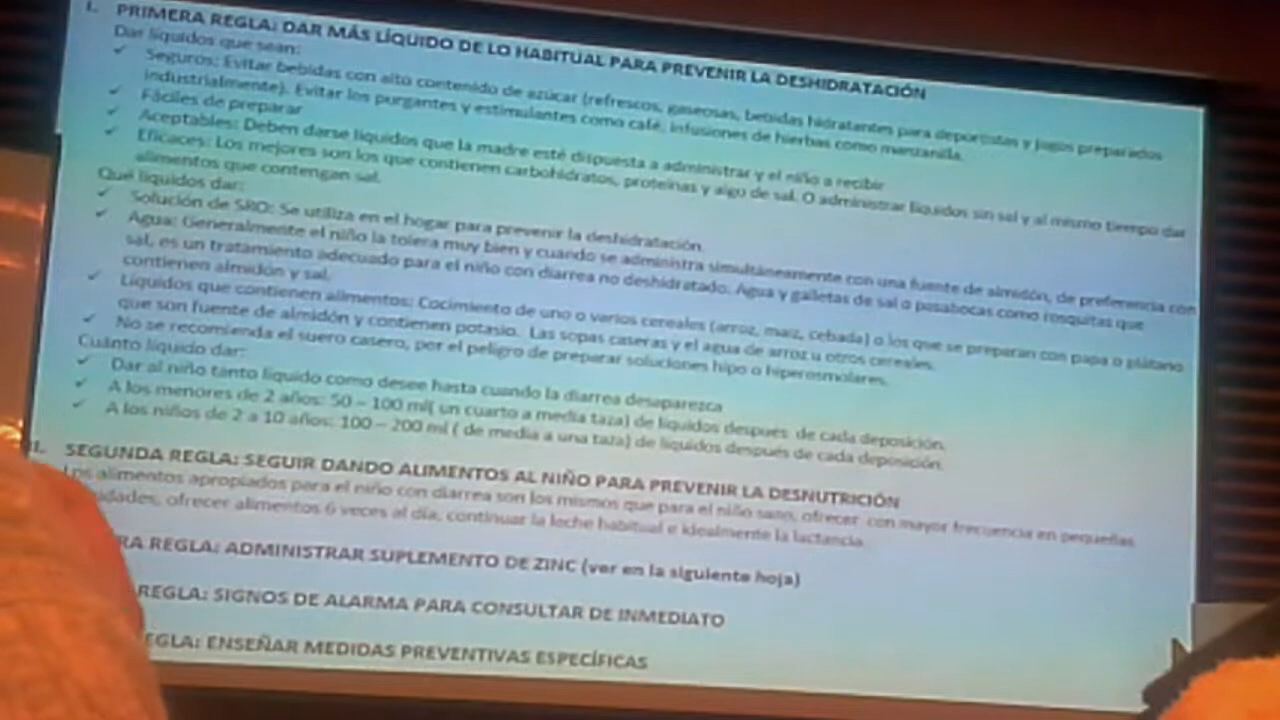 I. PRIMERA REGLA: DAR MÁS LÍQUIDO DE LO HABITUAL PARA PREVENIR LA DESHIDRATACIÓN
Dar líquidos que sean:
✓ Seguros: Evitar bebidas con alto contenido de azúcar (refrescos, gaseosas, bebidas hidratantes para deportistas y jugos preparados
industrialmente). Evitar los purgantes y estimulantes como café, infusiones de hierbas como manzanilla.
✓ Fáciles de preparar
✓ Aceptables: Deben darse líquidos que la madre esté dispuesta a administrar y el niño a recibir
✓ Eficaces: Los mejores son los que contienen carbohidratos, proteínas y algo de sal. O administrar líquidos sin sal y al mismo tiempo dar
alimentos que contengan sal.
Qué líquidos dar:
✓ Solución de SRO: Se utiliza en el hogar para prevenir la deshidratación.
✓ Agua: Generalmente el niño la tolera muy bien y cuando se administra simultáneamente con una fuente de almidón, de preferencia con
sal, es un tratamiento adecuado para el niño con diarrea no deshidratado. Agua y galletas de sal o pasabocas como rosquitas que
contienen almidón y sal.
✓ Líquidos que contienen alimentos: Cocimiento de uno o varios cereales (arroz, maíz, cebada) o los que se preparan con papa o plátano
que son fuente de almidón y contienen potasio. Las sopas caseras y el agua de arroz u otros cereales.
✓ No se recomienda el suero casero, por el peligro de preparar soluciones hipo o hiperosmolares.
Cuánto líquido dar:
✓ Dar al niño tanto líquido como desee hasta cuando la diarrea desaparezca
✓ A los menores de 2 años: 50 – 100 ml( un cuarto a media taza) de líquidos después de cada deposición.
✓ A los niños de 2 a 10 años: 100 – 200 ml ( de media a una taza) de líquidos después de cada deposición.
II. SEGUNDA REGLA: SEGUIR DANDO ALIMENTOS AL NIÑO PARA PREVENIR LA DESNUTRICIÓN
Los alimentos apropiados para el niño con diarrea son los mismos que para el niño sano, ofrecer con mayor frecuencia en pequeñas
idades, ofrecer alimentos 6 veces al día, continuar la leche habitual e idealmente la lactancia.
RA REGLA: ADMINISTRAR SUPLEMENTO DE ZINC (ver en la siguiente hoja)
REGLA: SIGNOS DE ALARMA PARA CONSULTAR DE INMEDIATO
EGLA: ENSEÑAR MEDIDAS PREVENTIVAS ESPECÍFICAS